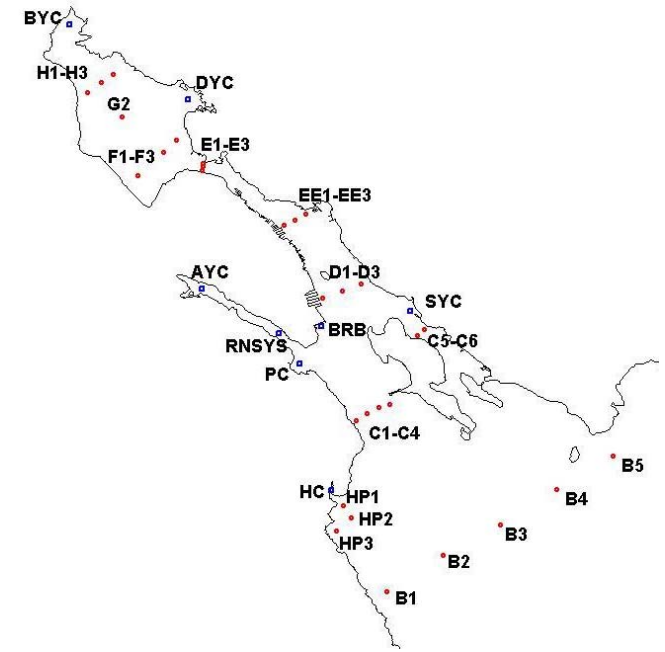 BYC
H1-H3
DYC
G2
E1-E3
F1-F3
EE1-EE3
AYC
D1-D3
SYC
BRB
RNSYS
C5-C6
PC
C1-C4
B5
HC
HP1
B4
HP2
B3
HP3
B2
B1